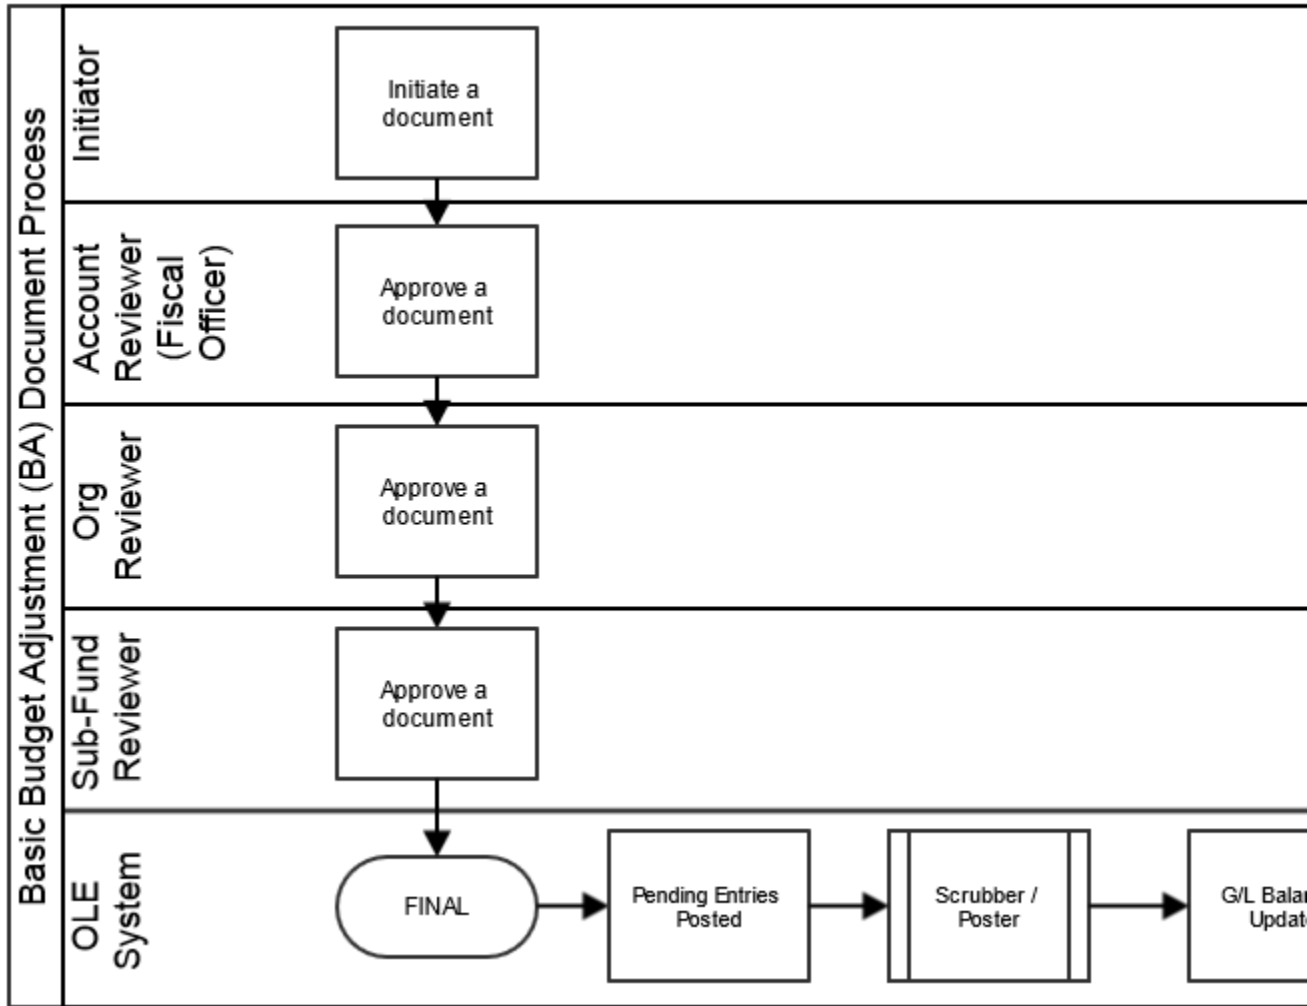 Basic Budget Adjustment (BA) Document Process
Initiator
Initiate a
document
Account
Reviewer
(Fiscal
Officer)
Approve a
document
Org
Reviewer
Approve a
document
Sub-Fund
Reviewer
Approve a
document
OLE
System
FINAL
Pending Entries
Posted
Scrubber /
Poster
G/L